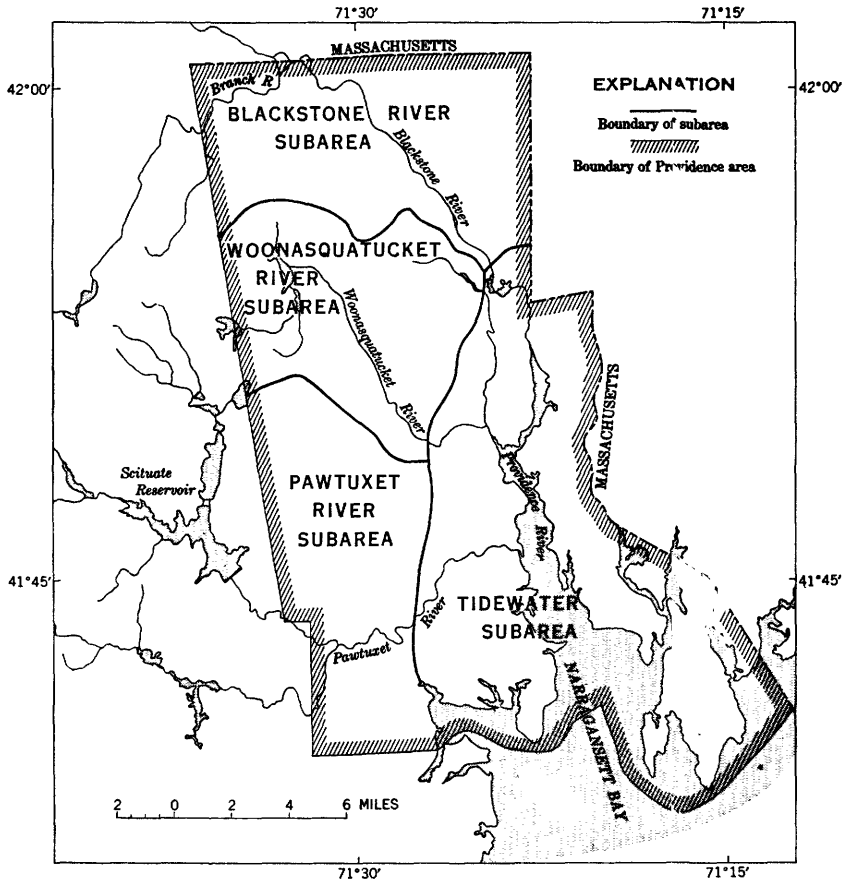 71°30′
71°15′
MASSACHUSETTS
42°00′
42°00′
Branch R
EXPLANATION
BLACKSTONE RIVER
SUBAREA
Boundary of subarea
Boundary of Providence area
Blackstone River
WOONASQUATUCKET
RIVER
SUBAREA
Woonasquatucket River
MASSACHUSETTS
Scituate
Reservoir
PAWTUXET
RIVER
SUBAREA
Providence River
41°45′
41°45′
TIDEWATER
SUBAREA
Pawtuxet River
NARRAGANSETT BAY
2 0 2 4 6 MILES
71°30′
71°15′